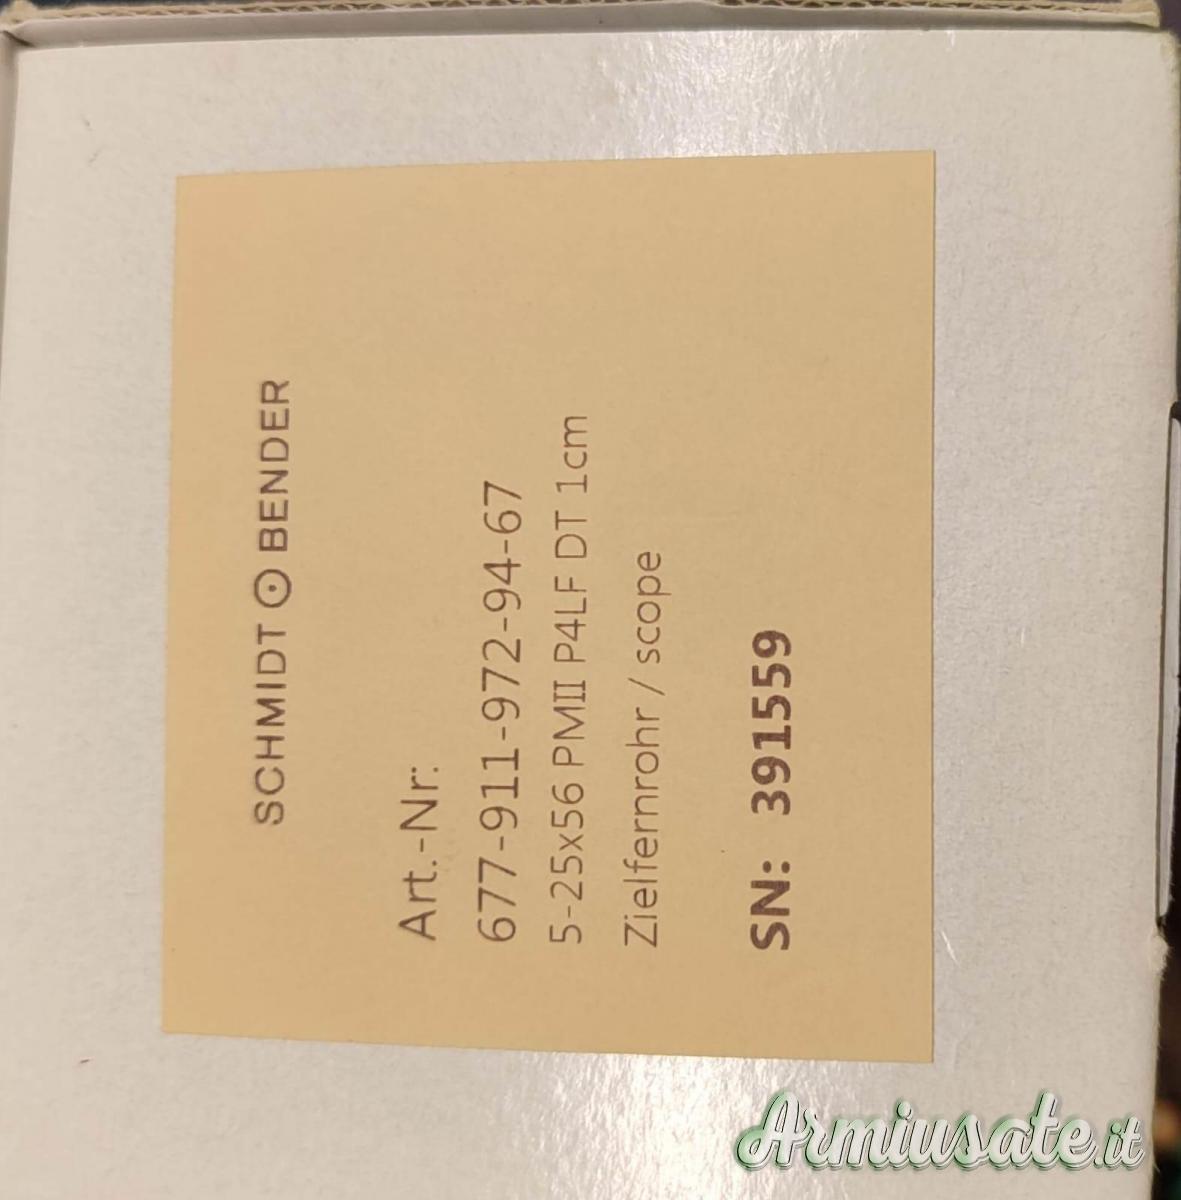 SCHMIDT BENDER
Art.-Nr:
677-911-972-94-67
5-25x56 PMII P4LF DT 1cm
Zielfernrohr / scope
SN: 391559
Armiusate.it